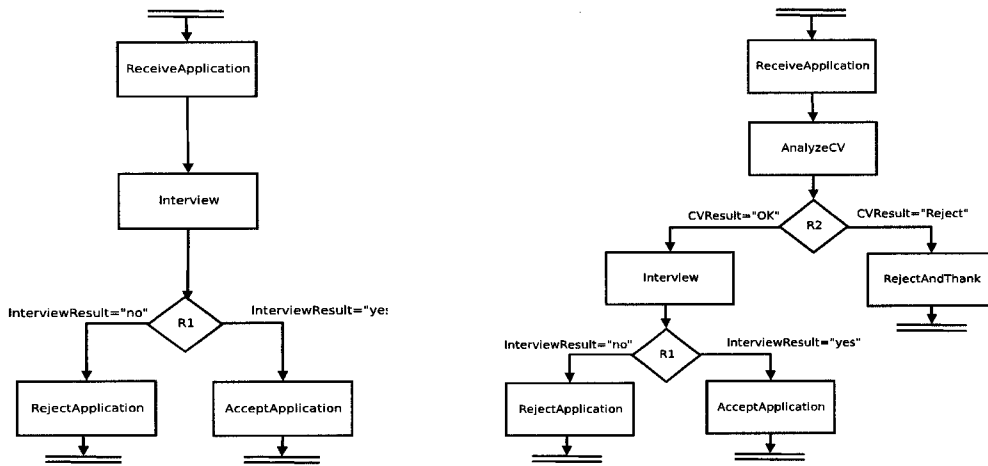 ReceiveApplication
Interview
InterviewResult="no"
R1
InterviewResult="yes
RejectApplication
AcceptApplication
ReceiveApplication
AnalyzeCV
CVResult="OK"
R2
CVResult="Reject"
Interview
RejectAndThank
InterviewResult="no"
R1
InterviewResult="yes"
RejectApplication
AcceptApplication